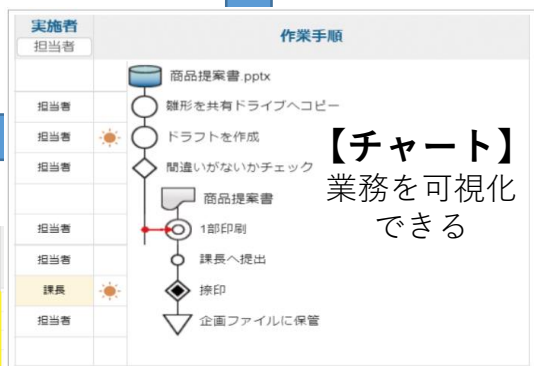 実施者
担当者
作業手順
商品提案書.pptx
担当者 雛形を共有ドライブへコピー
担当者 ドラフトを作成
担当者 間違いがないかチェック
商品提案書
担当者 1部印刷
担当者 課長へ提出
課長 捺印
担当者 企画ファイルに保管
【チャート】
業務を可視化
できる